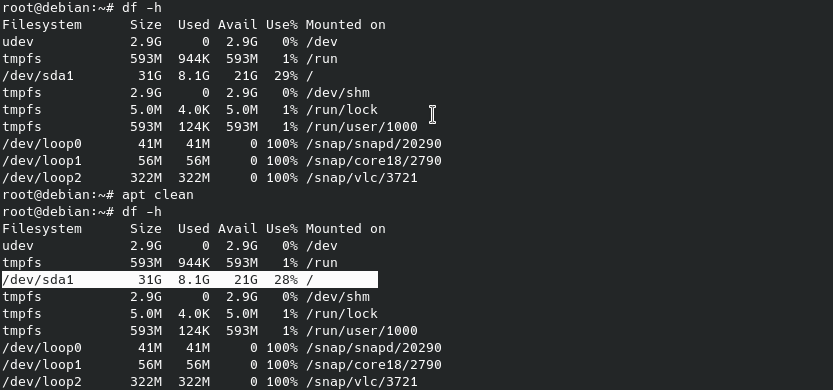 root@debian:~# df -h
Filesystem      Size  Used Avail Use% Mounted on
udev            2.9G     0  2.9G   0% /dev
tmpfs           593M  944K  593M   1% /run
/dev/sda1        31G  8.1G   21G  29% /
tmpfs           2.9G     0  2.9G   0% /dev/shm
tmpfs           5.0M  4.0K  5.0M   1% /run/lock
tmpfs           593M  124K  593M   1% /run/user/1000
/dev/loop0       41M   41M     0 100% /snap/snapd/20290
/dev/loop1       56M   56M     0 100% /snap/core18/2790
/dev/loop2      322M  322M     0 100% /snap/vlc/3721
root@debian:~# apt clean
root@debian:~# df -h
Filesystem      Size  Used Avail Use% Mounted on
udev            2.9G     0  2.9G   0% /dev
tmpfs           593M  944K  593M   1% /run
/dev/sda1        31G  8.1G   21G  28% /
tmpfs           2.9G     0  2.9G   0% /dev/shm
tmpfs           5.0M  4.0K  5.0M   1% /run/lock
tmpfs           593M  124K  593M   1% /run/user/1000
/dev/loop0       41M   41M     0 100% /snap/snapd/20290
/dev/loop1       56M   56M     0 100% /snap/core18/2790
/dev/loop2      322M  322M     0 100% /snap/vlc/3721